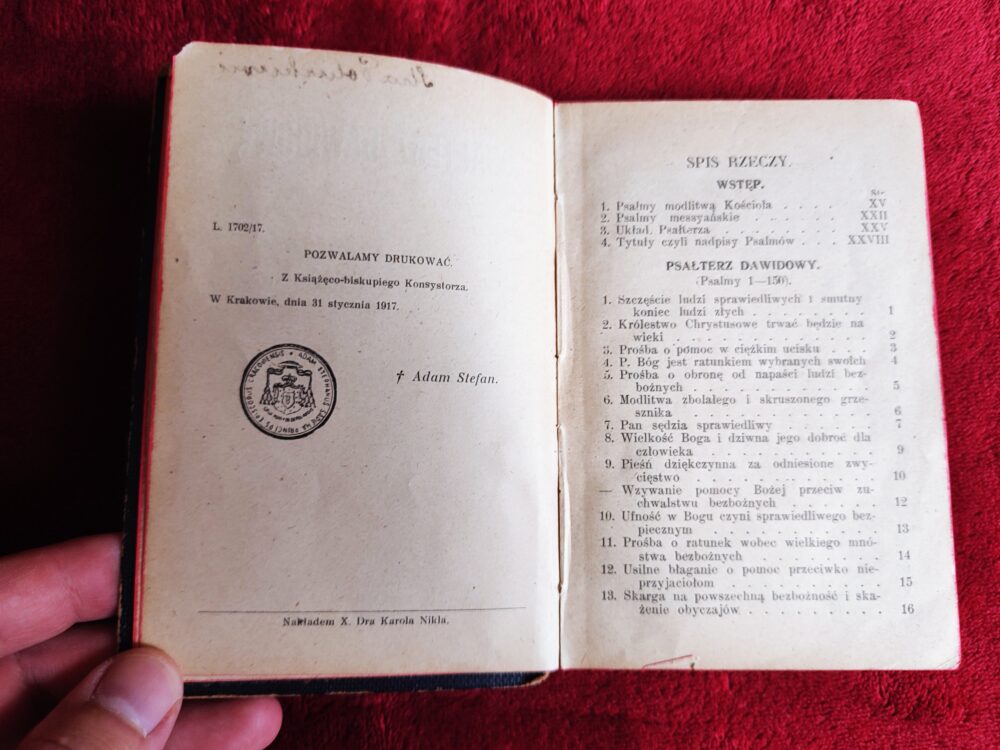 L. 1702/17.
POZWALAMY DRUKOWAĆ.
Z Książęco-biskupiego Konsystorza.
W Krakowie, dnia 31 stycznia 1917.
† Adam Stefan.
Nakładem X. Dra Karola Nikla.
SPIS RZECZY.
WSTĘP.
Str.
1. Psalmy modlitwą Kościoła . . . . XV
2. Psalmy messyańskie . . . . . . XXII
3. Układ Psałterza . . . . . . . XXV
4. Tytuły czyli nadpisy Psalmów . . . XXVIII
PSAŁTERZ DAWIDOWY.
(Psalmy 1—150).
1. Szczęście ludzi sprawiedliwych i smutny
koniec ludzi złych . . . . . . . 1
2. Królestwo Chrystusowe trwać będzie na
wieki . . . . . . . . . . . 2
3. Prośba o pomoc w ciężkim ucisku . . . 3
4. P. Bóg jest ratunkiem wybranych swoich 4
5. Prośba o obronę od napaści ludzi bez-
bożnych . . . . . . . . . . 5
6. Modlitwa zbolałego i skruszonego grze-
sznika . . . . . . . . . . . 6
7. Pan sędzia sprawiedliwy . . . . . . 7
8. Wielkość Boga i dziwna jego dobroć dla
człowieka . . . . . . . . . . 9
9. Pieśń dziękczynna za odniesione zwy-
cięstwo . . . . . . . . . . 10
— Wzywanie pomocy Bożej przeciw zu-
chwalstwu bezbożnych . . . . . . 12
10. Ufność w Bogu czyni sprawiedliwego bez-
piecznym . . . . . . . . . . 13
11. Prośba o ratunek wobec wielkiego mnó-
stwa bezbożnych . . . . . . . 14
12. Usilne błaganie o pomoc przeciwko nie-
przyjaciołom . . . . . . . . . 15
13. Skarga na powszechną bezbożność i ska-
żenie obyczajów . . . . . . . . 16